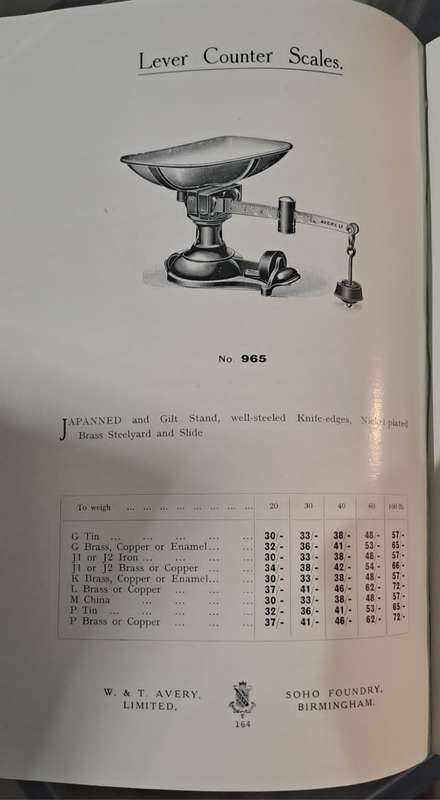 Lever Counter Scales.
AVERY
No. 965
JAPANNED and Gilt Stand, well-steeled Knife-edges, Nickel-plated
Brass Steelyard and Slide
To weigh ... ... ... ... ... ... ... ... 20 30 40 60 100 lb.
G Tin ... ... ... ... ... 30/- 33/- 38/- 48/- 57/-
G Brass, Copper or Enamel... ... 32/- 36/- 41/- 53/- 65/-
J1 or J2 Iron ... ... ... ... 30/- 33/- 38/- 48/- 57/-
J1 or J2 Brass or Copper ... ... 34/- 38/- 42/- 54/- 66/-
K Brass, Copper or Enamel... ... 30/- 33/- 38/- 48/- 57/-
L Brass or Copper ... ... ... 37/- 41/- 46/- 62/- 72/-
M China ... ... ... ... 30/- 33/- 38/- 48/- 57/-
P Tin ... ... ... ... ... 32/- 36/- 41/- 53/- 65/-
P Brass or Copper ... ... ... 37/- 41/- 46/- 62/- 72/-
W. & T. AVERY, LIMITED,
SOHO FOUNDRY, BIRMINGHAM.
164